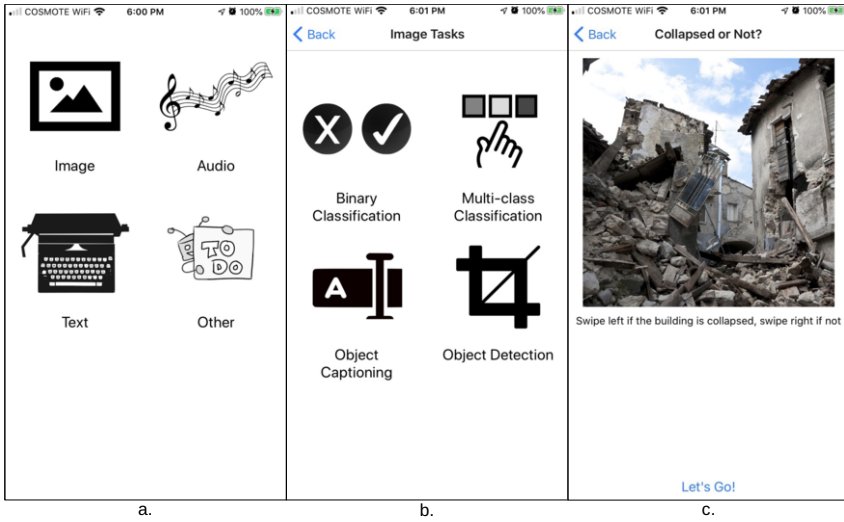 COSMOTE WiFi 6:00 PM 100%
Image
Audio
TO
DO
Text
Other
a.
COSMOTE WiFi 6:01 PM 100%
Back
Image Tasks
X
Binary
Classification
Multi-class
Classification
A
Object
Captioning
Object Detection
b.
COSMOTE WiFi 6:01 PM 100%
Back
Collapsed or Not?
Swipe left if the building is collapsed, swipe right if not
Let's Go!
c.